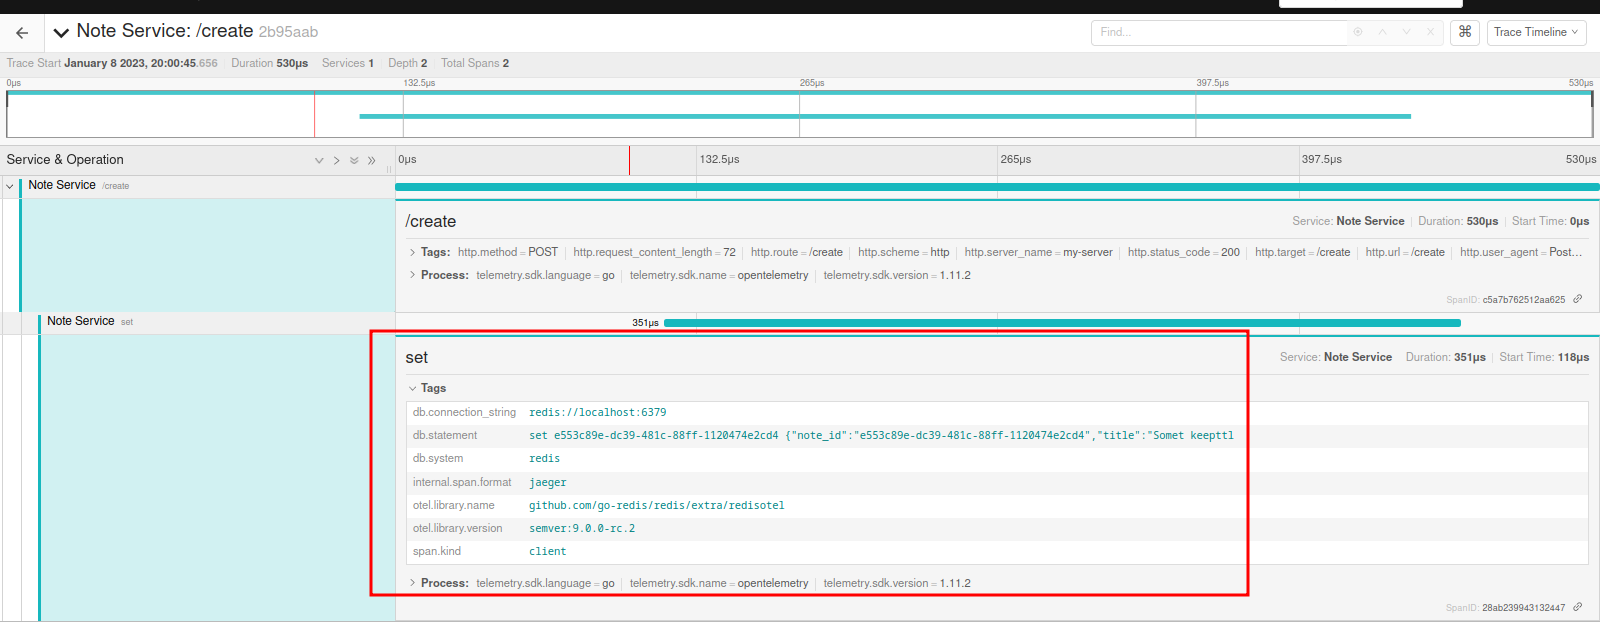 Note Service: /create 2b95aab
Find...
⌘
Trace Timeline
Trace Start January 8 2023, 20:00:45.656 Duration 530μs Services 1 Depth 2 Total Spans 2
0μs 132.5μs 265μs 397.5μs 530μs
Service & Operation 0μs 132.5μs 265μs 397.5μs 530μs
Note Service /create
/create Service: Note Service Duration: 530μs Start Time: 0μs
Tags: http.method = POST http.request_content_length = 72 http.route = /create http.scheme = http http.server_name = my-server http.status_code = 200 http.target = /create http.url = /create http.user_agent = Post...
Process: telemetry.sdk.language = go telemetry.sdk.name = opentelemetry telemetry.sdk.version = 1.11.2
SpanID: c5a7b762512aa625
Note Service set 351μs
set Service: Note Service Duration: 351μs Start Time: 118μs
Tags
db.connection_string redis://localhost:6379
db.statement set e553c89e-dc39-481c-88ff-1120474e2cd4 {"note_id":"e553c89e-dc39-481c-88ff-1120474e2cd4","title":"Somet keepttl
db.system redis
internal.span.format jaeger
otel.library.name github.com/go-redis/redis/extra/redisotel
otel.library.version semver:9.0.0-rc.2
span.kind client
Process: telemetry.sdk.language = go telemetry.sdk.name = opentelemetry telemetry.sdk.version = 1.11.2
SpanID: 28ab239943132447